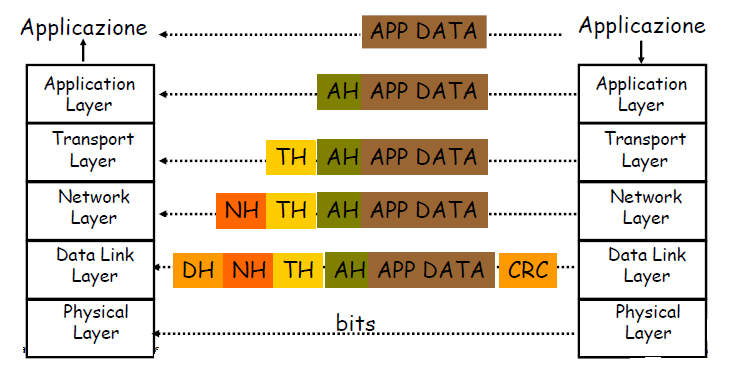 Applicazione APP DATA Applicazione
Application Layer AH APP DATA Application Layer
Transport Layer TH AH APP DATA Transport Layer
Network Layer NH TH AH APP DATA Network Layer
Data Link Layer DH NH TH AH APP DATA CRC Data Link Layer
Physical Layer bits Physical Layer